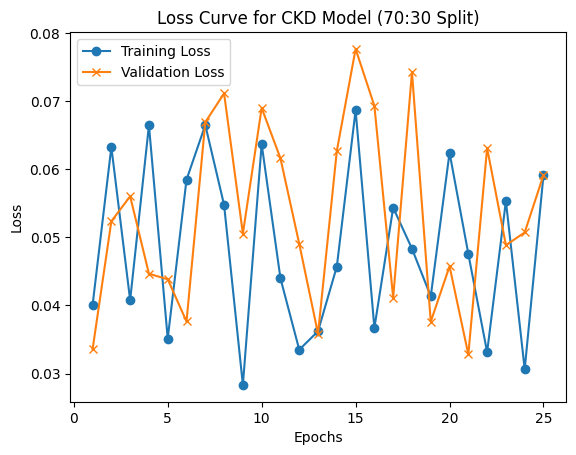 Loss Curve for CKD Model (70:30 Split)
Training Loss
Validation Loss
0.08
0.07
0.06
0.05
0.04
0.03
Loss
0
5
10
15
20
25
Epochs